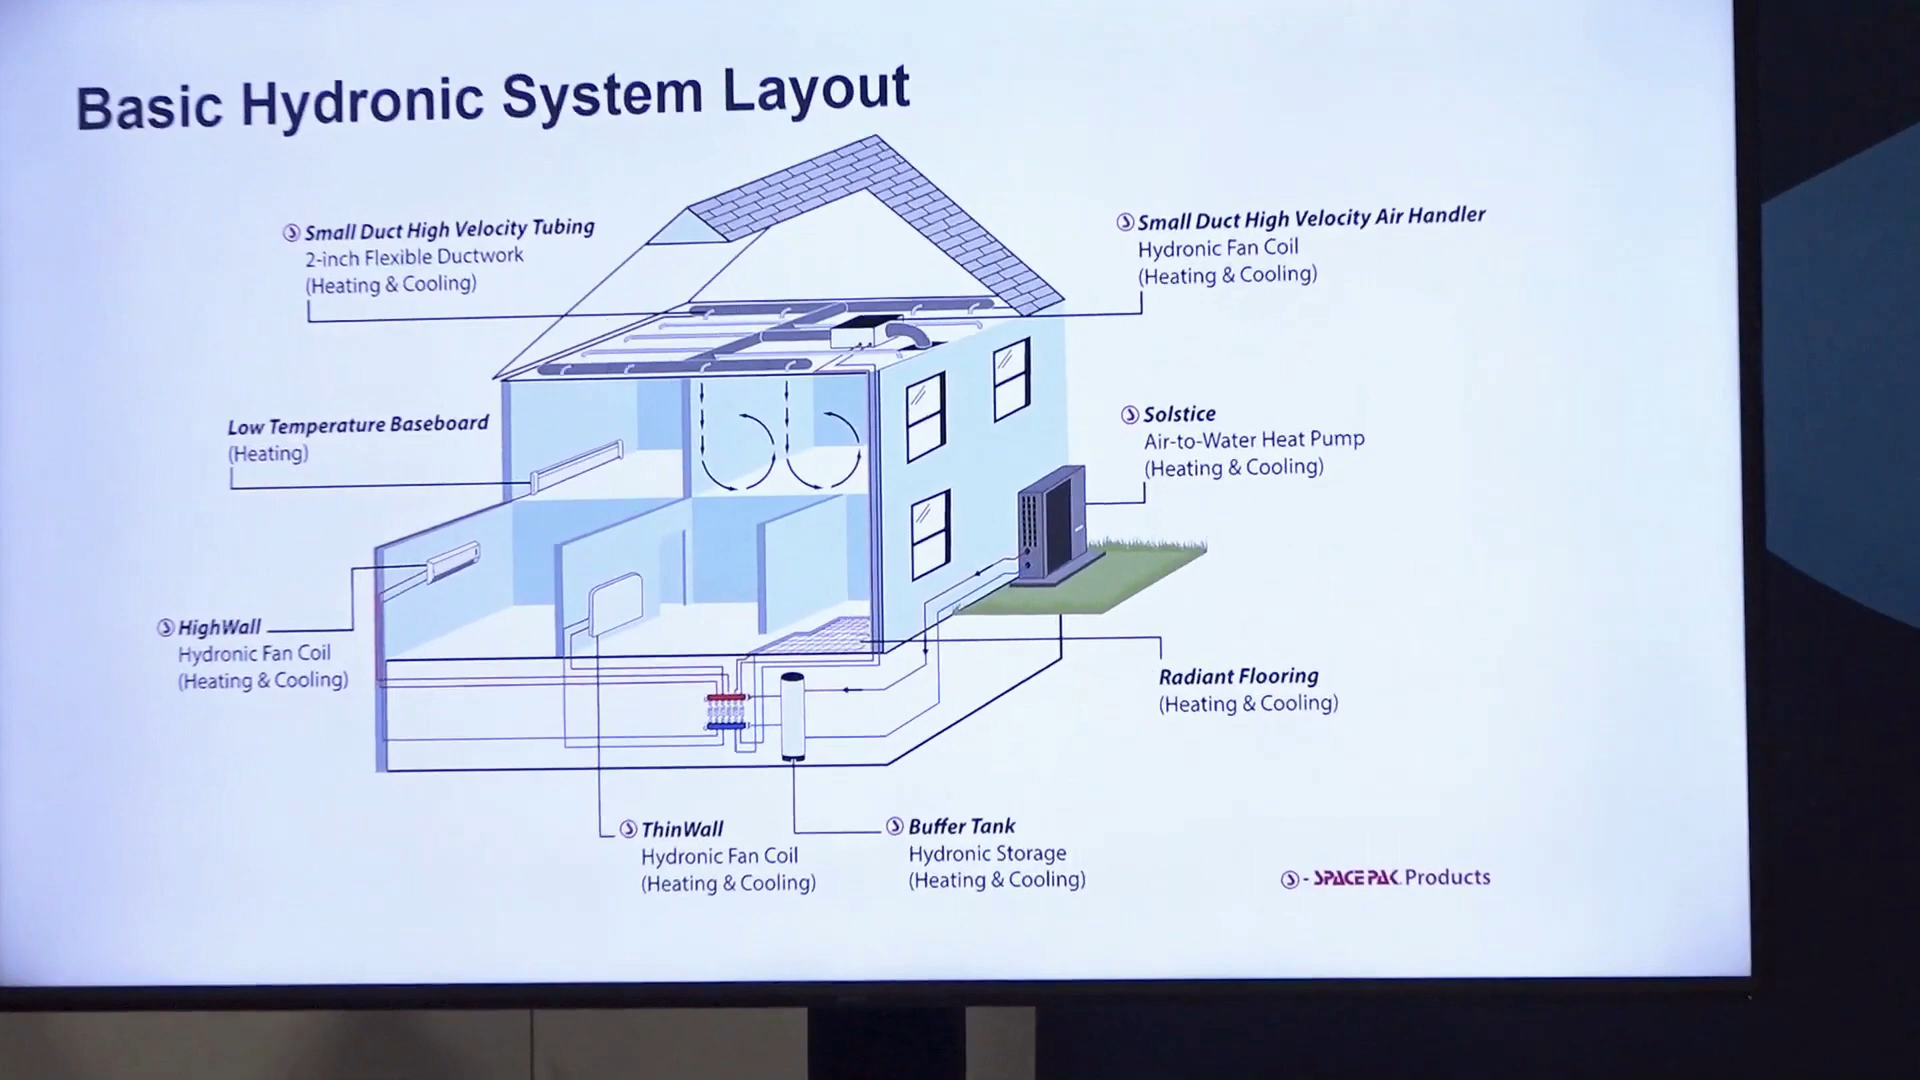 Basic Hydronic System Layout
Small Duct High Velocity Tubing
2-inch Flexible Ductwork
(Heating & Cooling)
Small Duct High Velocity Air Handler
Hydronic Fan Coil
(Heating & Cooling)
Low Temperature Baseboard
(Heating)
Solstice
Air-to-Water Heat Pump
(Heating & Cooling)
HighWall
Hydronic Fan Coil
(Heating & Cooling)
Radiant Flooring
(Heating & Cooling)
ThinWall
Hydronic Fan Coil
(Heating & Cooling)
Buffer Tank
Hydronic Storage
(Heating & Cooling)
S - SPACEPAK Products